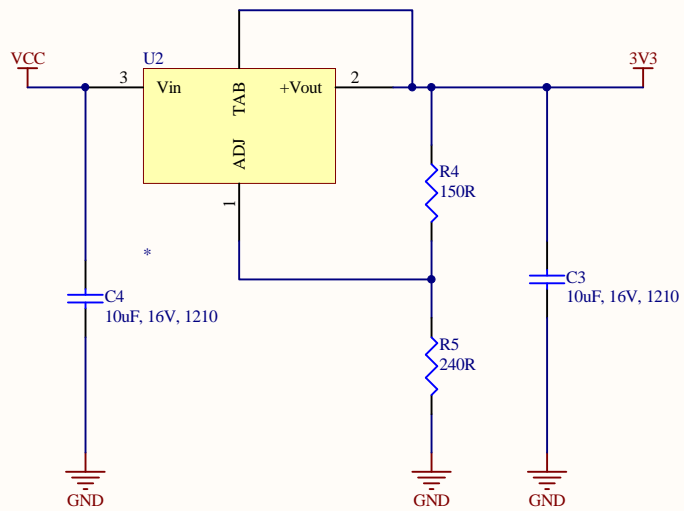 VCC
U2
3V3
3
Vin
TAB
+Vout
2
ADJ
1
R4
150R
*
C4
10uF, 16V, 1210
C3
10uF, 16V, 1210
R5
240R
GND
GND
GND